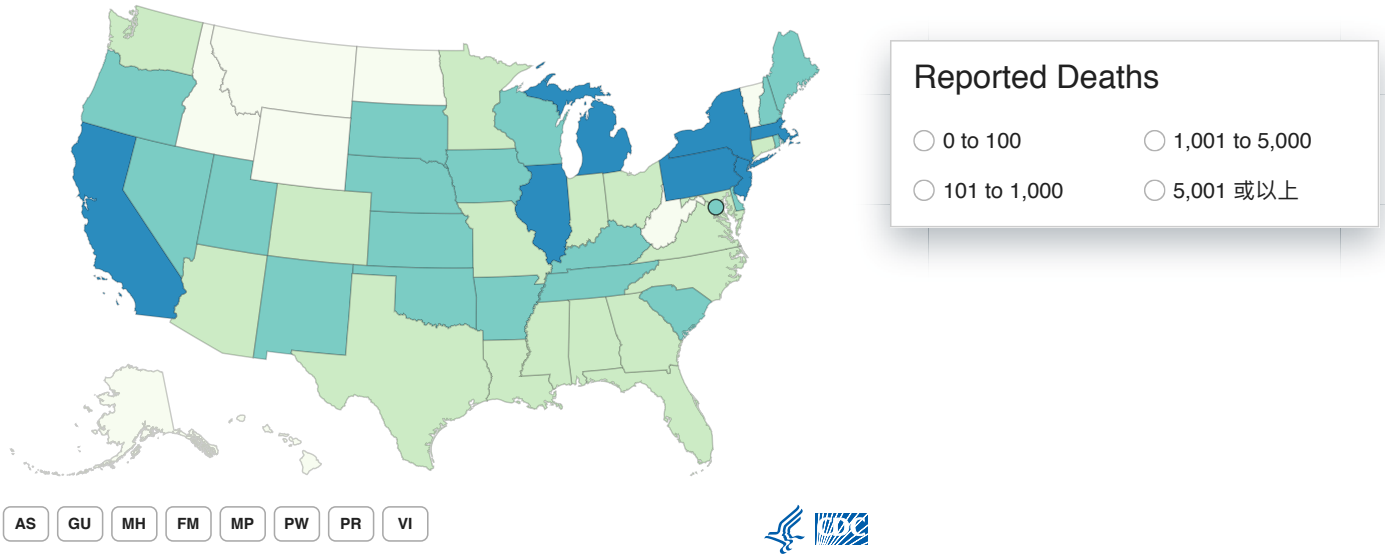 Reported Deaths
0 to 100
1,001 to 5,000
101 to 1,000
5,001 或以上
AS GU MH FM MP PW PR VI
CDC